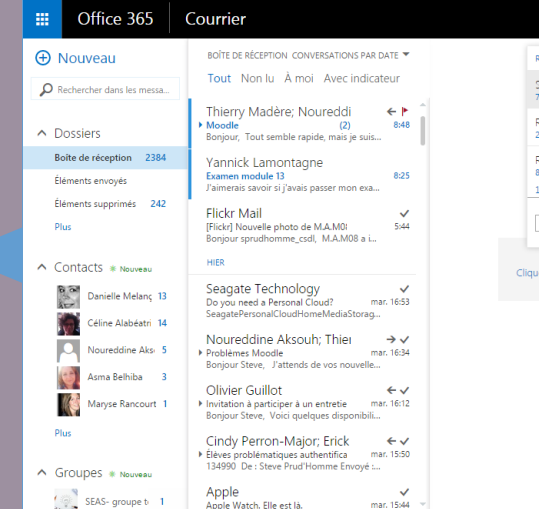 Office 365 Courrier
Nouveau
Rechercher dans les messa...
Dossiers
Boîte de réception 2384
Éléments envoyés
Éléments supprimés 242
Plus
Contacts Nouveau
Danielle Melanç 13
Céline Alabéatri 14
Noureddine Aks 5
Asma Belhiba 3
Maryse Rancourt 1
Plus
Groupes Nouveau
SEAS- groupe t 1
BOÎTE DE RÉCEPTION CONVERSATIONS PAR DATE
Tout Non lu À moi Avec indicateur
Thierry Madère; Noureddi
Moodle (2) 8:48
Bonjour, Tout semble rapide, mais je suis...
Yannick Lamontagne
Examen module 13 8:25
J'aimerais savoir si j'avais passer mon exa...
Flickr Mail
[Flickr] Nouvelle photo de M.A.M0 5:44
Bonjour sprudhomme_csdl, M.A.M08 a i...
HIER
Seagate Technology
Do you need a Personal Cloud? mar. 16:53
SeagatePersonalCloudHomeMediaStorag...
Noureddine Aksouh; Thier
Problèmes Moodle mar. 16:34
Bonjour Steve, J'attends de vos nouvelle...
Olivier Guillot
Invitation à participer à un entretie mar. 16:12
Bonjour Steve, Voici quelques disponibili...
Cindy Perron-Major; Erick
Élèves problématiques authentifica mar. 15:50
134990 De : Steve Prud'Homme Envoyé :...
Apple
Apple Watch. Elle est là. mar. 15:44
Cliqu